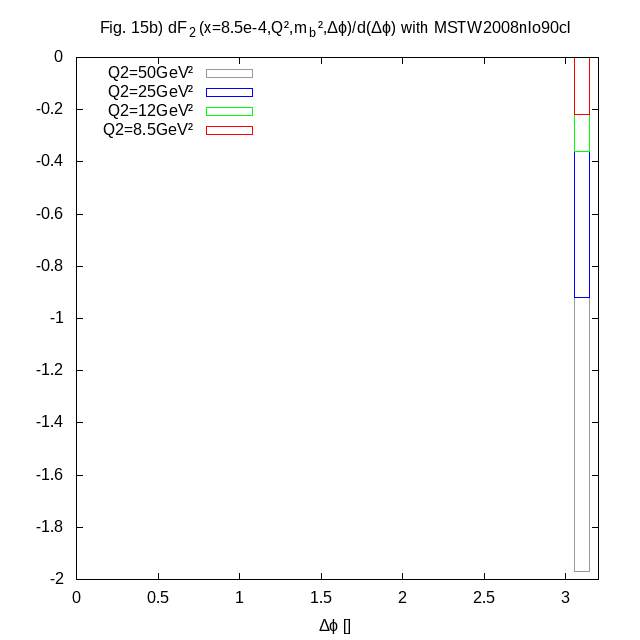 Fig. 15b) dF₂(x=8.5e-4,Q²,m_b²,Δϕ)/d(Δϕ) with MSTW2008nlo90cl
0
Q2=50GeV²
Q2=25GeV²
-0.2
Q2=12GeV²
Q2=8.5GeV²
-0.4
-0.6
-0.8
-1
-1.2
-1.4
-1.6
-1.8
-2
0 0.5 1 1.5 2 2.5 3
Δϕ []